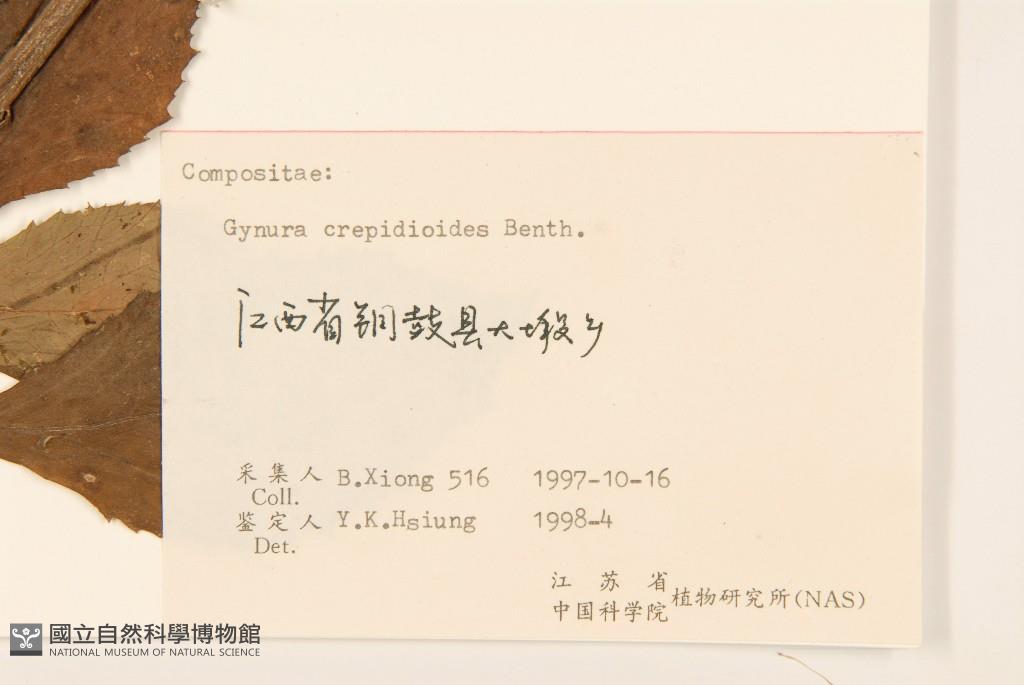 Compositae:
Gynura crepidioides Benth.
江西省铜鼓县大塅乡
采集人 B.Xiong 516 1997-10-16
Coll.
鉴定人 Y.K.Hsiung 1998-4
Det.
江苏省
中国科学院 植物研究所(NAS)
國立自然科學博物館
NATIONAL MUSEUM OF NATURAL SCIENCE